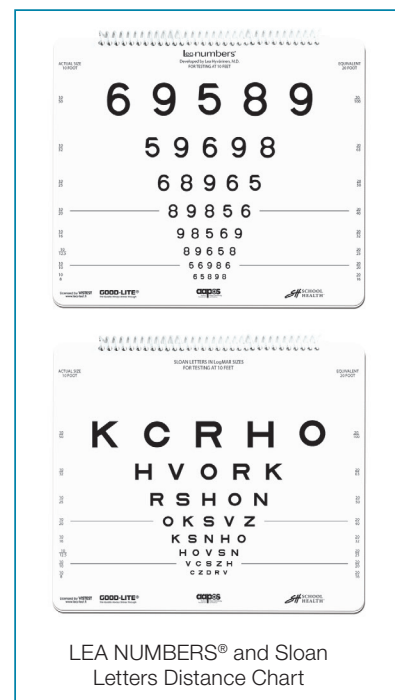 Lea numbers
Developed by Lea Hyvärinen, M.D.
FOR TESTING AT 10 FEET
ACTUAL SIZE
10 FOOT
EQUIVALENT
20 FOOT
6 9 5 8 9
5 9 6 9 8
6 8 9 6 5
8 9 8 5 6
9 8 5 6 9
8 9 6 5 8
5 6 9 8 6
6 5 8 9 8
GOOD-LITE®
aapos
SH SCHOOL HEALTH
SLOAN LETTERS IN LogMAR SIZES
FOR TESTING AT 10 FEET
ACTUAL SIZE
10 FOOT
EQUIVALENT
20 FOOT
K C R H O
H V O R K
R S H O N
O K S V Z
K S N H O
H O V S N
V C S Z H
C Z D R V
GOOD-LITE®
aapos
SH SCHOOL HEALTH
LEA NUMBERS® and Sloan
Letters Distance Chart